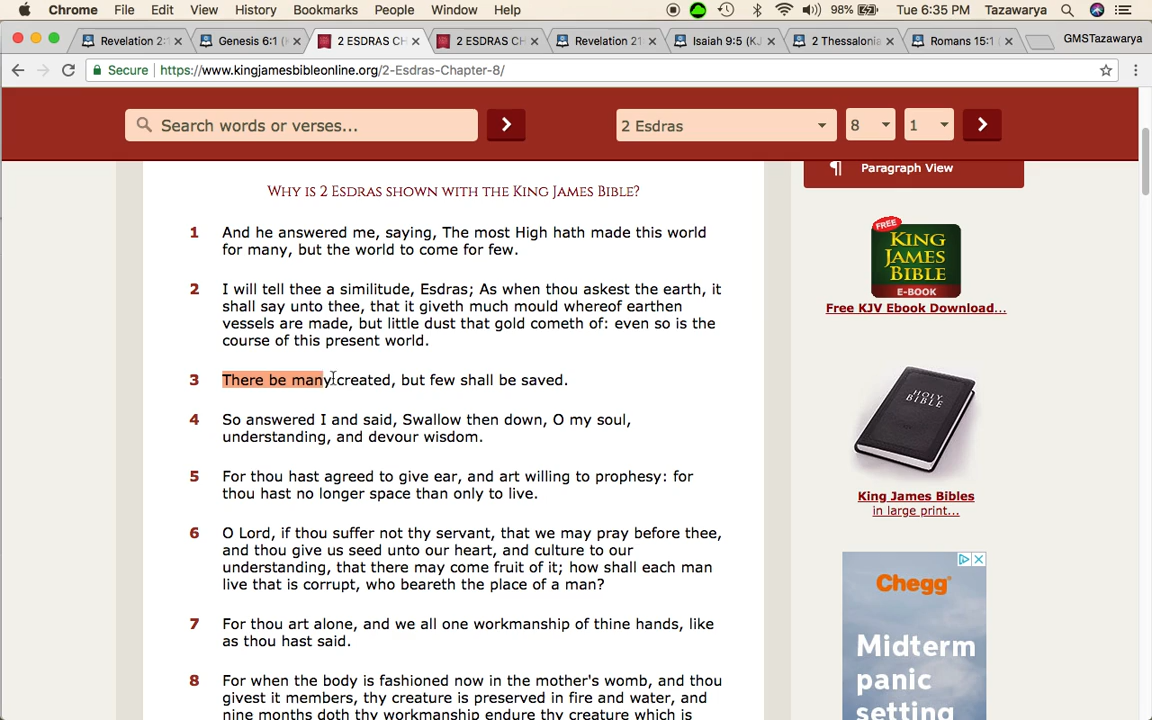 Chrome File Edit View History Bookmarks People Window Help 98% Tue 6:35 PM Tazawarya
Revelation 2:1 Genesis 6:1 ( 2 ESDRAS CH 2 ESDRAS CH Revelation 21 Isaiah 9:5 (KJ 2 Thessalonia Romans 15:1 ( GMSTazawarya
Secure https://www.kingjamesbibleonline.org/2-Esdras-Chapter-8/
Search words or verses... 2 Esdras 8 1
Paragraph View
WHY IS 2 ESDRAS SHOWN WITH THE KING JAMES BIBLE?
1 And he answered me, saying, The most High hath made this world
for many, but the world to come for few.
2 I will tell thee a similitude, Esdras; As when thou askest the earth, it
shall say unto thee, that it giveth much mould whereof earthen
vessels are made, but little dust that gold cometh of: even so is the
course of this present world.
3 There be many created, but few shall be saved.
4 So answered I and said, Swallow then down, O my soul,
understanding, and devour wisdom.
5 For thou hast agreed to give ear, and art willing to prophesy: for
thou hast no longer space than only to live.
6 O Lord, if thou suffer not thy servant, that we may pray before thee,
and thou give us seed unto our heart, and culture to our
understanding, that there may come fruit of it; how shall each man
live that is corrupt, who beareth the place of a man?
7 For thou art alone, and we all one workmanship of thine hands, like
as thou hast said.
8 For when the body is fashioned now in the mother's womb, and thou
givest it members, thy creature is preserved in fire and water, and
nine months doth thy workmanship endure thy creature which is
FREE
KING
JAMES
BIBLE
E-BOOK
Free KJV Ebook Download...
HOLY
BIBLE
King James Bibles
in large print...
Chegg
Midterm
panic
setting